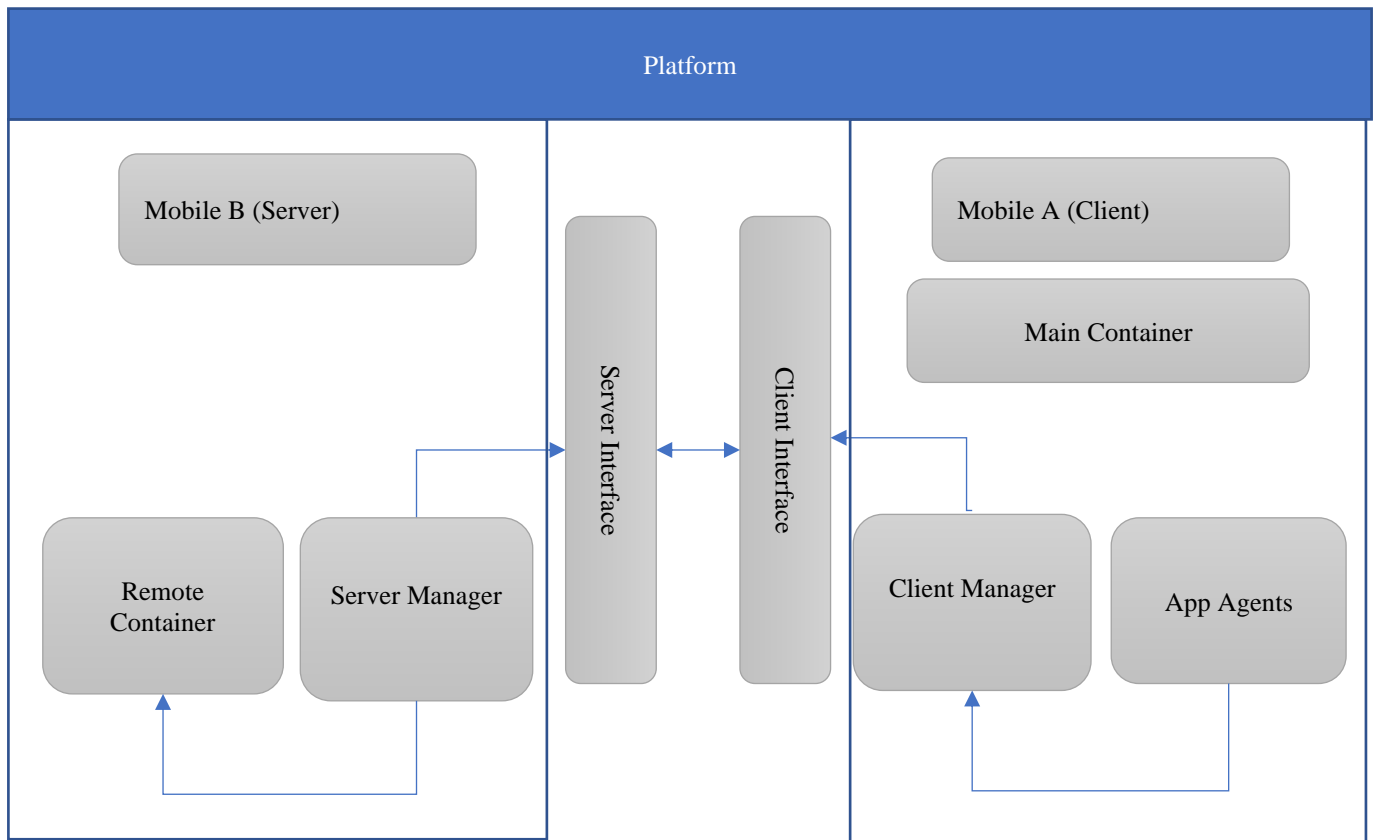 Platform
Mobile B (Server)
Mobile A (Client)
Main Container
Server Interface
Client Interface
Remote
Container
Server Manager
Client Manager
App Agents